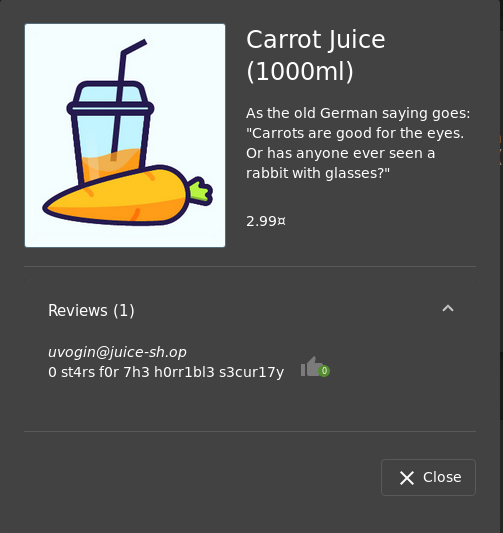 Carrot Juice
(1000ml)
As the old German saying goes:
"Carrots are good for the eyes.
Or has anyone ever seen a
rabbit with glasses?"
2.99¤
Reviews (1)
uvogin@juice-sh.op
0 st4rs f0r 7h3 h0rr1bl3 s3cur17y
0
Close